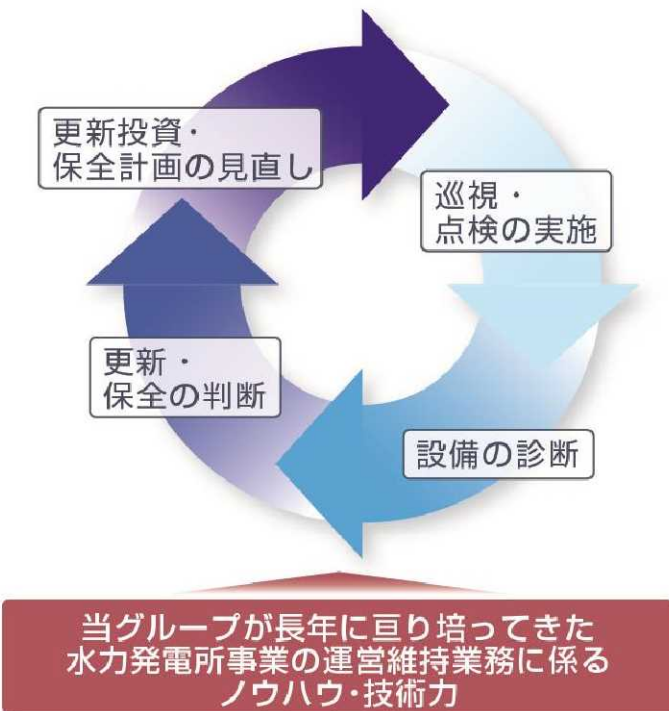 更新投資・
保全計画の見直し
巡視・
点検の実施
更新・
保全の判断
設備の診断
当グループが長年に亘り培ってきた
水力発電所事業の運営維持業務に係る
ノウハウ・技術力